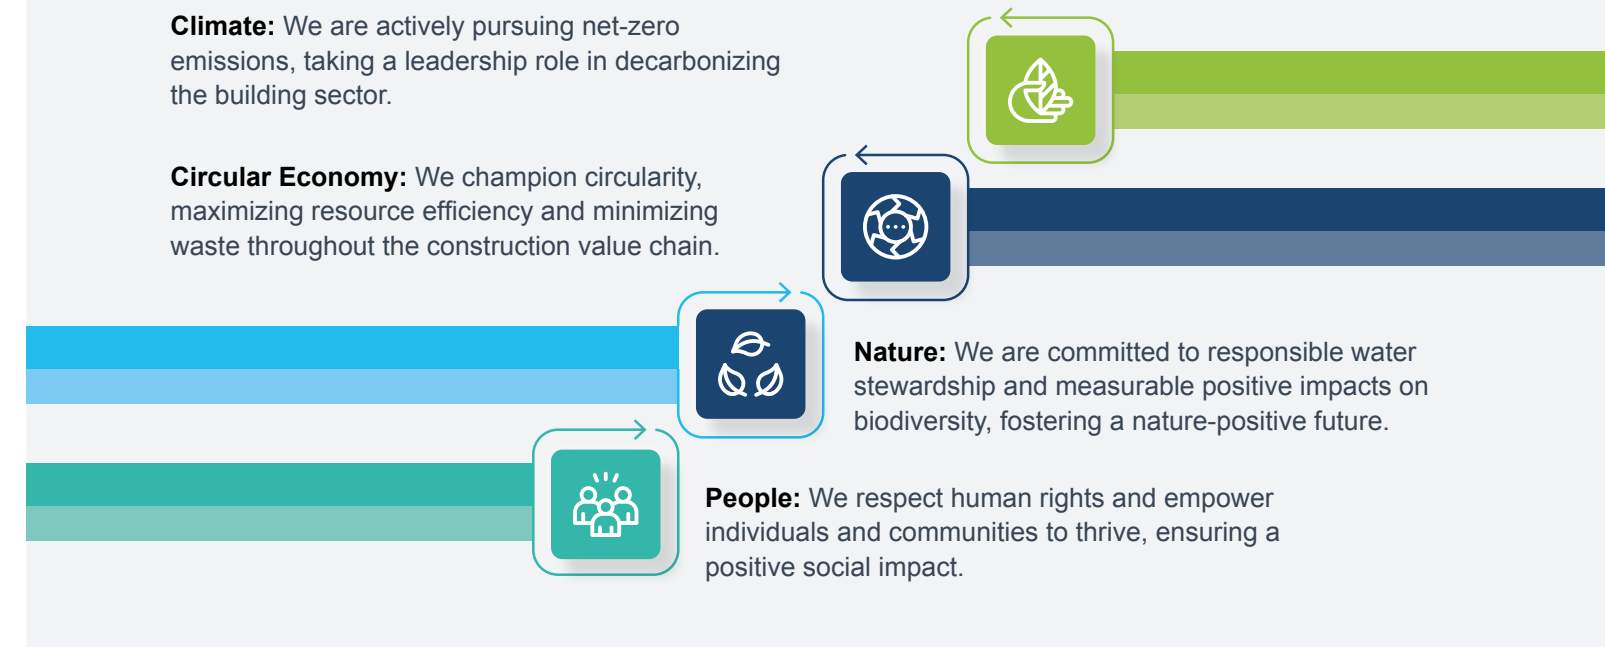 Climate: We are actively pursuing net-zero
emissions, taking a leadership role in decarbonizing
the building sector.
Circular Economy: We champion circularity,
maximizing resource efficiency and minimizing
waste throughout the construction value chain.
Nature: We are committed to responsible water
stewardship and measurable positive impacts on
biodiversity, fostering a nature-positive future.
People: We respect human rights and empower
individuals and communities to thrive, ensuring a
positive social impact.